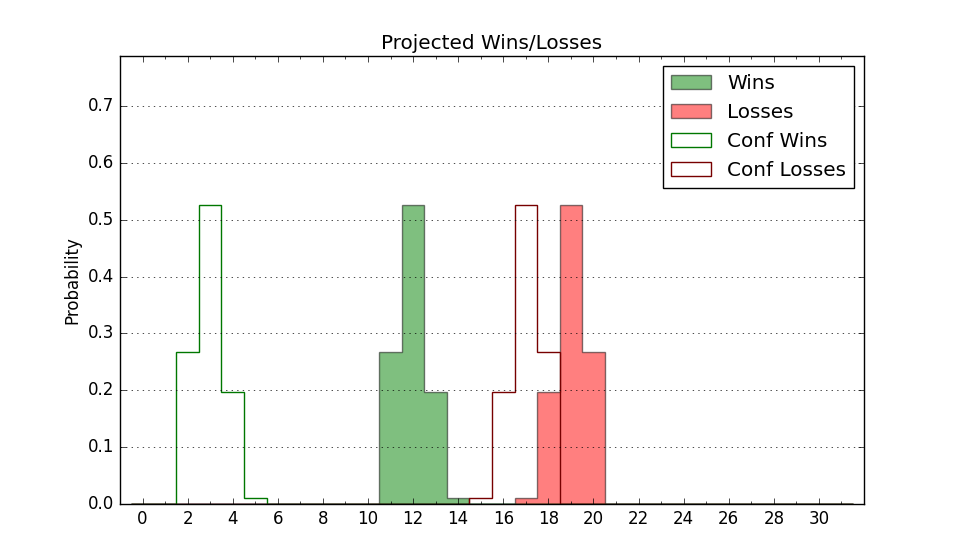 Projected Wins/Losses
Wins
Losses
Conf Wins
Conf Losses
Probability
0.7
0.6
0.5
0.4
0.3
0.2
0.1
0.0
0 2 4 6 8 10 12 14 16 18 20 22 24 26 28 30